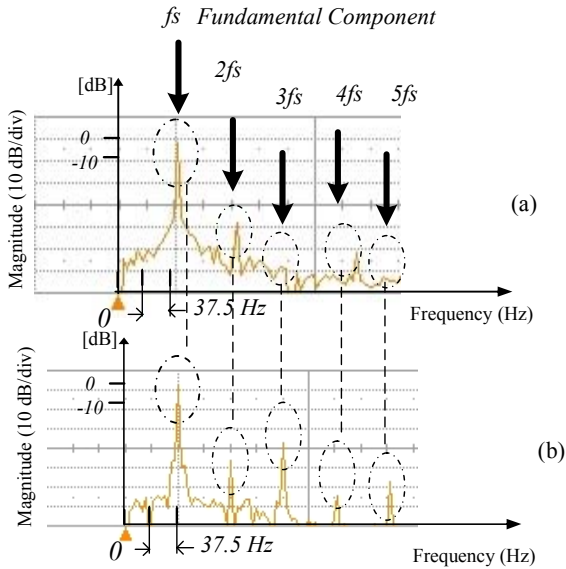 fs Fundamental Component
2fs
3fs
4fs
5fs
[dB]
0
-10
Magnitude (10 dB/div)
(a)
0
37.5 Hz
Frequency (Hz)
[dB]
0
-10
Magnitude (10 dB/div)
(b)
0
37.5 Hz
Frequency (Hz)